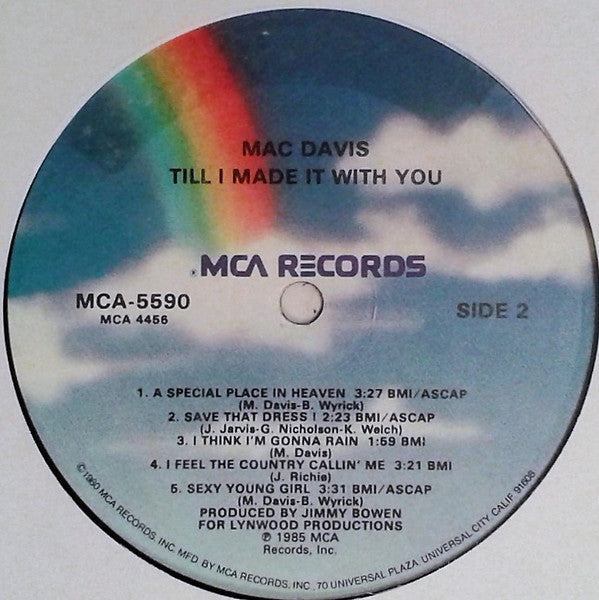 MAC DAVIS
TILL I MADE IT WITH YOU
MCA RECORDS
MCA-5590
MCA 4456
SIDE 2
1. A SPECIAL PLACE IN HEAVEN 3:27 BMI/ASCAP
(M. Davis-B. Wyrick)
2. SAVE THAT DRESS ! 2:23 BMI/ASCAP
(J. Jarvis-G. Nicholson-K. Welch)
3. I THINK I'M GONNA RAIN 1:59 BMI
(M. Davis)
4. I FEEL THE COUNTRY CALLIN' ME 3:21 BMI
(J. Richie)
5. SEXY YOUNG GIRL 3:31 BMI/ASCAP
(M. Davis-B. Wyrick)
PRODUCED BY JIMMY BOWEN
FOR LYNWOOD PRODUCTIONS
℗ 1985 MCA
Records, Inc.
©1980 MCA RECORDS, INC. MFD. BY MCA RECORDS, INC., 70 UNIVERSAL PLAZA, UNIVERSAL CITY, CALIF. 91608